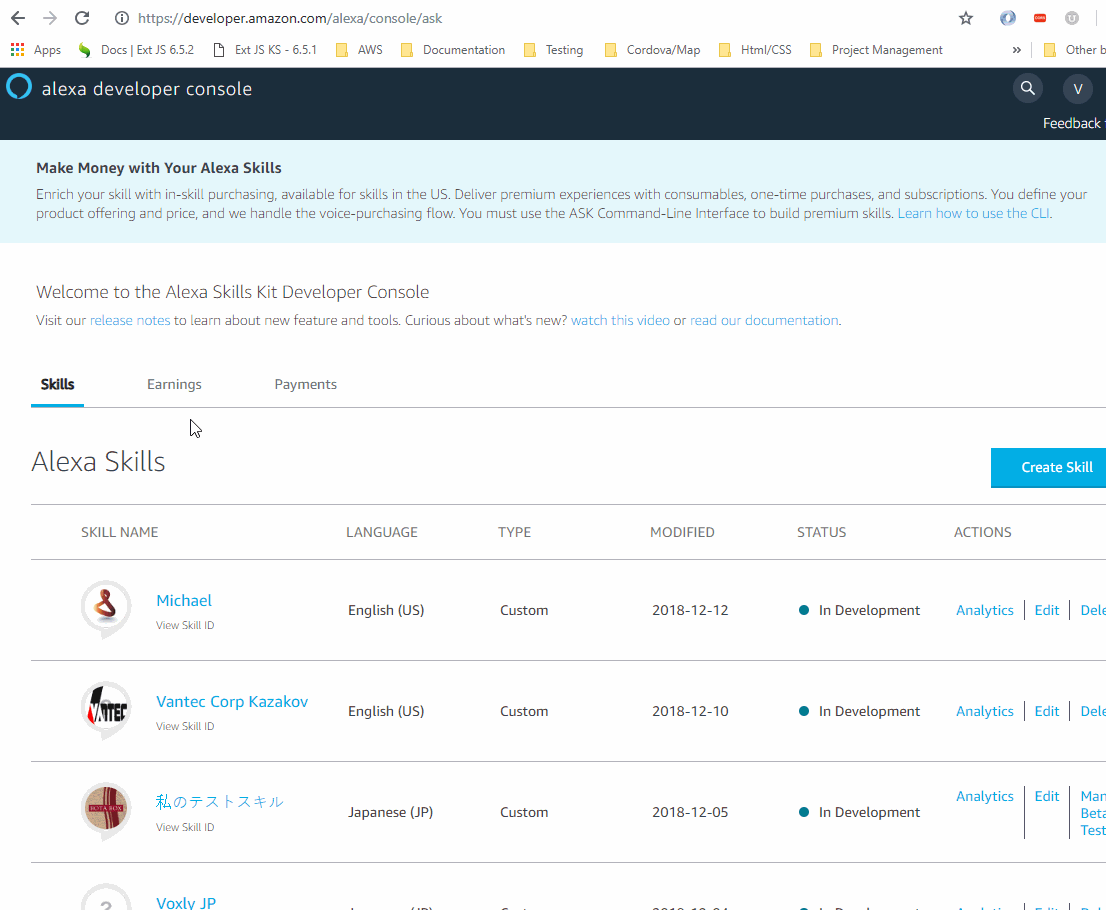 https://developer.amazon.com/alexa/console/ask
Apps Docs | Ext JS 6.5.2 Ext JS KS - 6.5.1 AWS Documentation Testing Cordova/Map Html/CSS Project Management » Other b
alexa developer console V
Feedback
Make Money with Your Alexa Skills
Enrich your skill with in-skill purchasing, available for skills in the US. Deliver premium experiences with consumables, one-time purchases, and subscriptions. You define your
product offering and price, and we handle the voice-purchasing flow. You must use the ASK Command-Line Interface to build premium skills. Learn how to use the CLI.
Welcome to the Alexa Skills Kit Developer Console
Visit our release notes to learn about new feature and tools. Curious about what's new? watch this video or read our documentation.
Skills Earnings Payments
Alexa Skills
Create Skill
SKILL NAME LANGUAGE TYPE MODIFIED STATUS ACTIONS
Michael
View Skill ID
English (US) Custom 2018-12-12 In Development Analytics Edit Dele
Vantec Corp Kazakov
View Skill ID
English (US) Custom 2018-12-10 In Development Analytics Edit Dele
私のテストスキル
View Skill ID
Japanese (JP) Custom 2018-12-05 In Development Analytics Edit Man
Beta
Test
Voxly JP